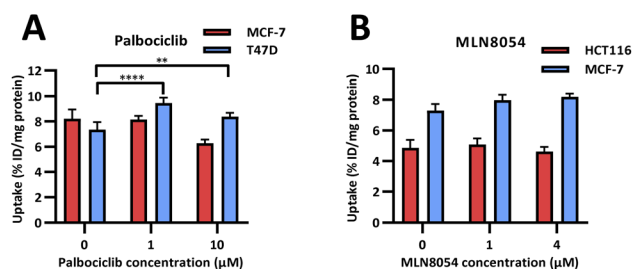 A
Palbociclib
MCF-7
T47D
**
****
Uptake (% ID/mg protein)
12
10
8
6
4
2
0
0
1
10
Palbociclib concentration (µM)
B
MLN8054
HCT116
MCF-7
Uptake (% ID/mg protein)
10
8
6
4
2
0
0
1
4
MLN8054 concentration (µM)